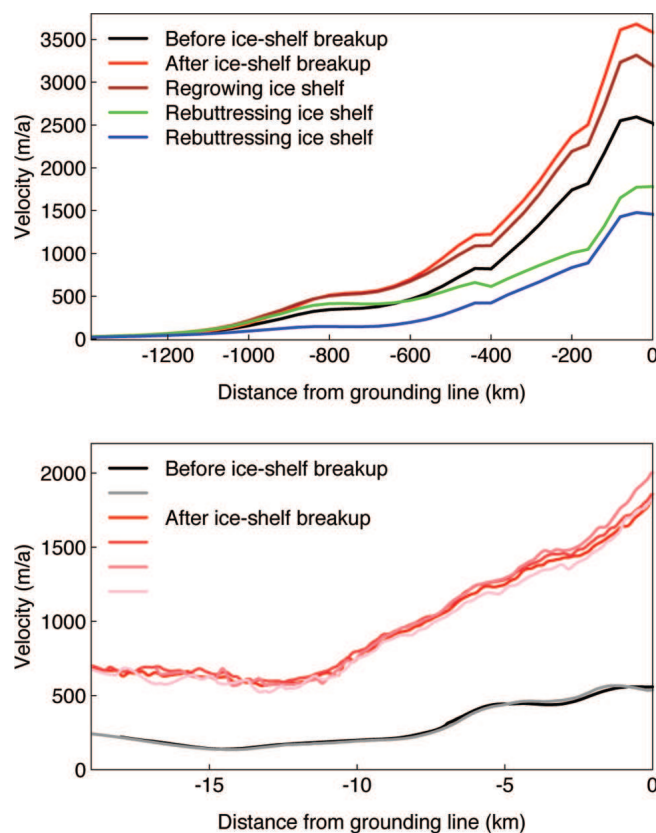 3500
3000
2500
2000
1500
1000
500
0
Velocity (m/a)
Before ice-shelf breakup
After ice-shelf breakup
Regrowing ice shelf
Rebuttressing ice shelf
Rebuttressing ice shelf
-1200 -1000 -800 -600 -400 -200 0
Distance from grounding line (km)
2000
1500
1000
500
0
Velocity (m/a)
Before ice-shelf breakup
After ice-shelf breakup
-15 -10 -5 0
Distance from grounding line (km)